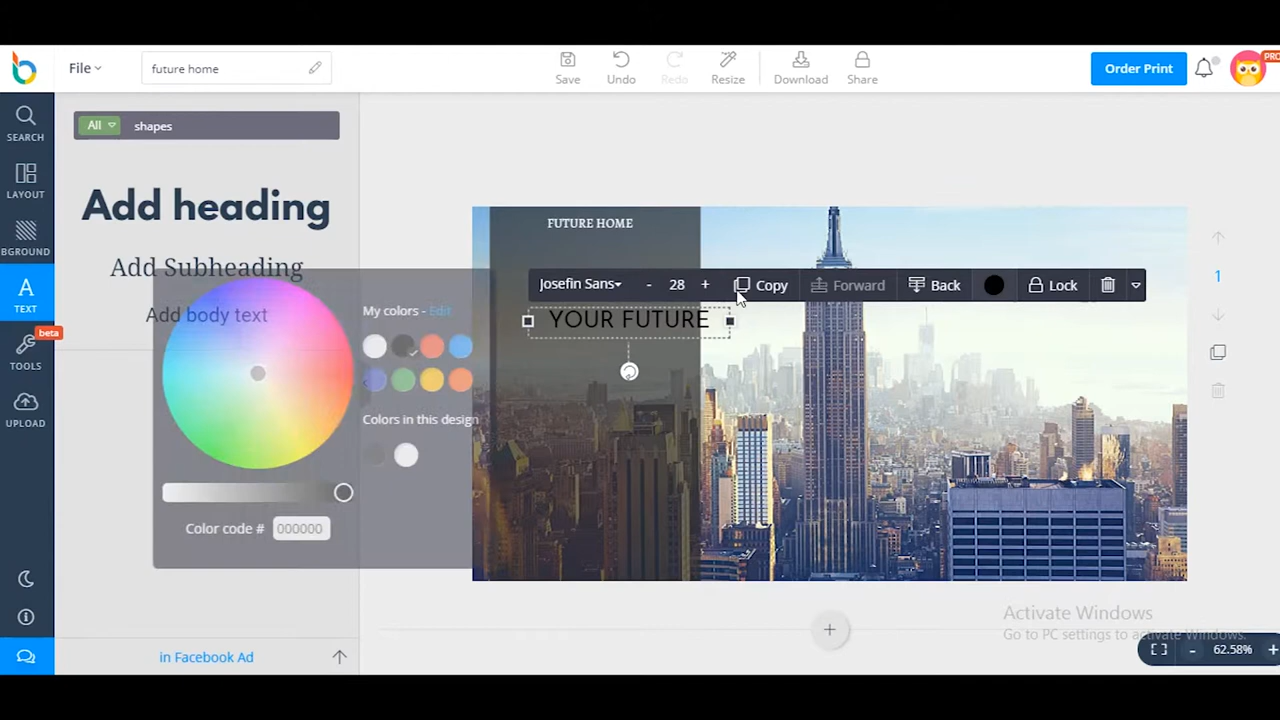 File
future home
Save
Undo
Redo
Resize
Download
Share
Order Print
PRO
SEARCH
LAYOUT
BGROUND
TEXT
beta
TOOLS
UPLOAD
All
shapes
Add heading
Add Subheading
Add body text
My colors - Edit
Colors in this design
Color code #
000000
in Facebook Ad
FUTURE HOME
Josefin Sans
- 28 +
Copy
Forward
Back
Lock
YOUR FUTURE
1
+
Activate Windows
Go to PC settings to activate Windows.
- 62.58% +